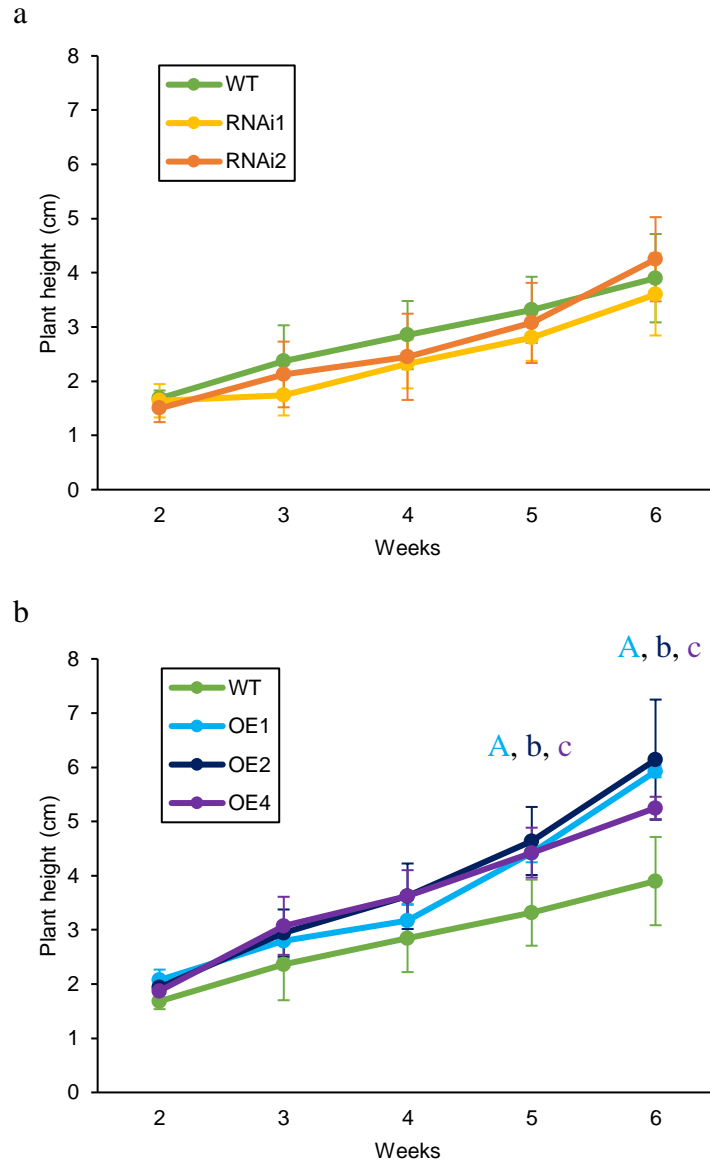 a
8
7
6
5
4
3
2
1
0
Plant height (cm)
WT
RNAi1
RNAi2
2 3 4 5 6
Weeks
b
A, b, c
A, b, c
8
7
6
5
4
3
2
1
0
Plant height (cm)
WT
OE1
OE2
OE4
2 3 4 5 6
Weeks